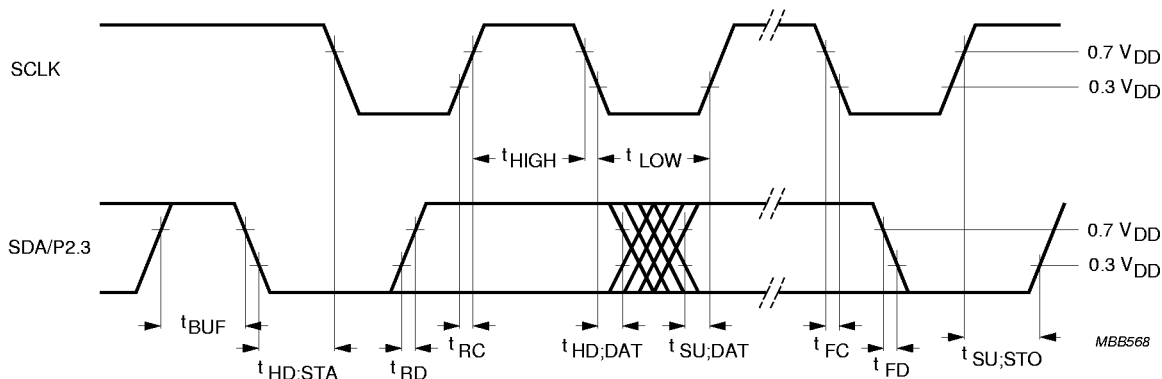 SCLK
0.7 VDD
0.3 VDD
tHIGH
tLOW
SDA/P2.3
0.7 VDD
0.3 VDD
tBUF
tHD;STA
tRD
tRC
tHD;DAT
tSU;DAT
tFC
tFD
tSU;STO
MBB568